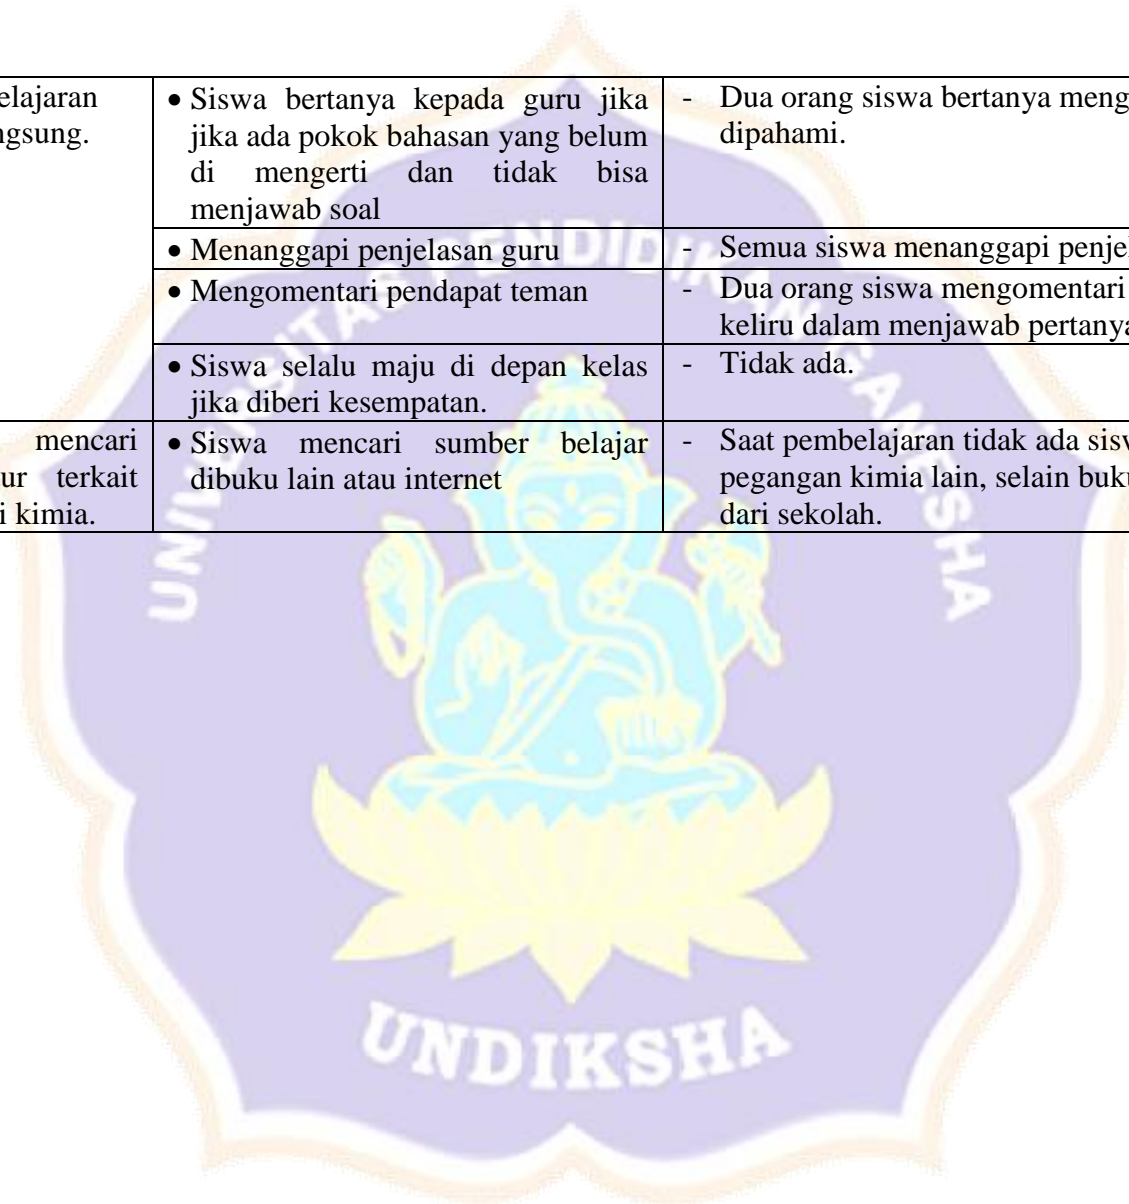 elajaran
ngsung.
• Siswa bertanya kepada guru jika
jika ada pokok bahasan yang belum
di mengerti dan tidak bisa
menjawab soal
- Dua orang siswa bertanya meng
dipahami.
• Menanggapi penjelasan guru
- Semua siswa menanggapi penjel
• Mengomentari pendapat teman
- Dua orang siswa mengomentari
keliru dalam menjawab pertanya
• Siswa selalu maju di depan kelas
jika diberi kesempatan.
- Tidak ada.
mencari
ur terkait
i kimia.
• Siswa mencari sumber belajar
dibuku lain atau internet
- Saat pembelajaran tidak ada sisw
pegangan kimia lain, selain buku
dari sekolah.
UNIVERSITAS PENDIDIKAN GANESHA
UNDIKSHA